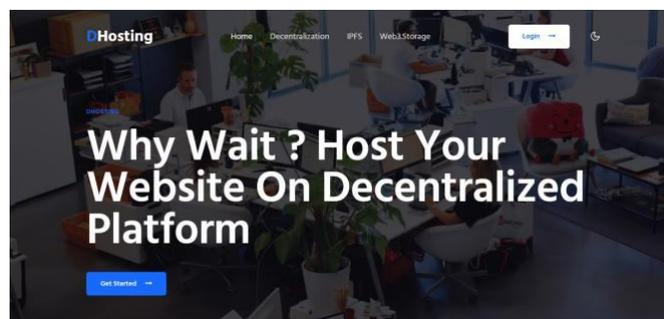 DHosting
Home Decentralization IPFS Web3.Storage
Login
DHOSTING
Why Wait ? Host Your
Website On Decentralized
Platform
Get Started